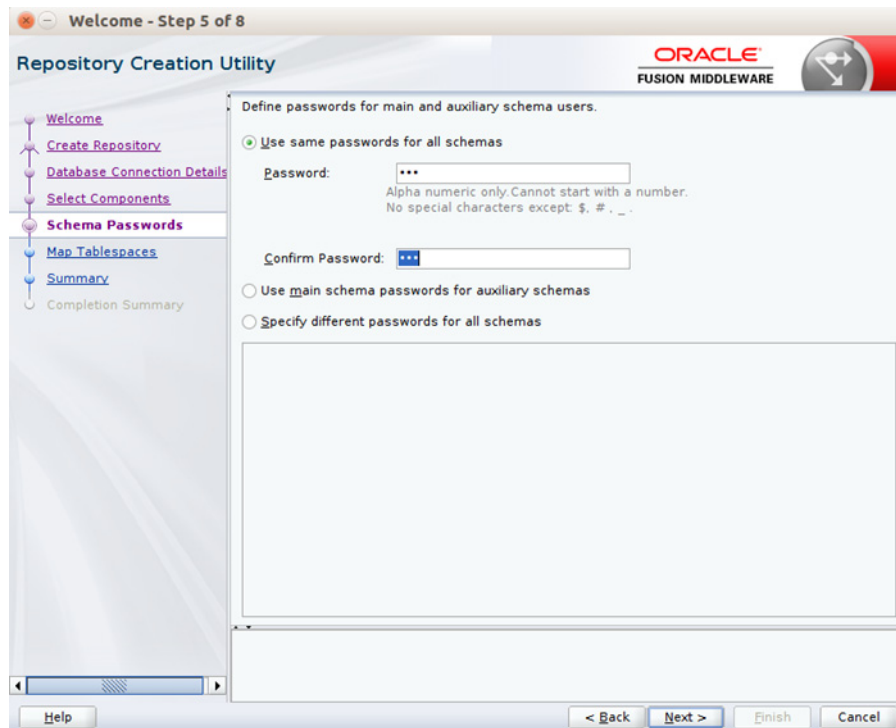 Welcome - Step 5 of 8
Repository Creation Utility
ORACLE
FUSION MIDDLEWARE
Welcome
Create Repository
Database Connection Details
Select Components
Schema Passwords
Map Tablespaces
Summary
Completion Summary
Define passwords for main and auxiliary schema users.
Use same passwords for all schemas
Password: •••
Alpha numeric only.Cannot start with a number.
No special characters except: $, # , _ .
Confirm Password: •••
Use main schema passwords for auxiliary schemas
Specify different passwords for all schemas
Help
< Back
Next >
Finish
Cancel